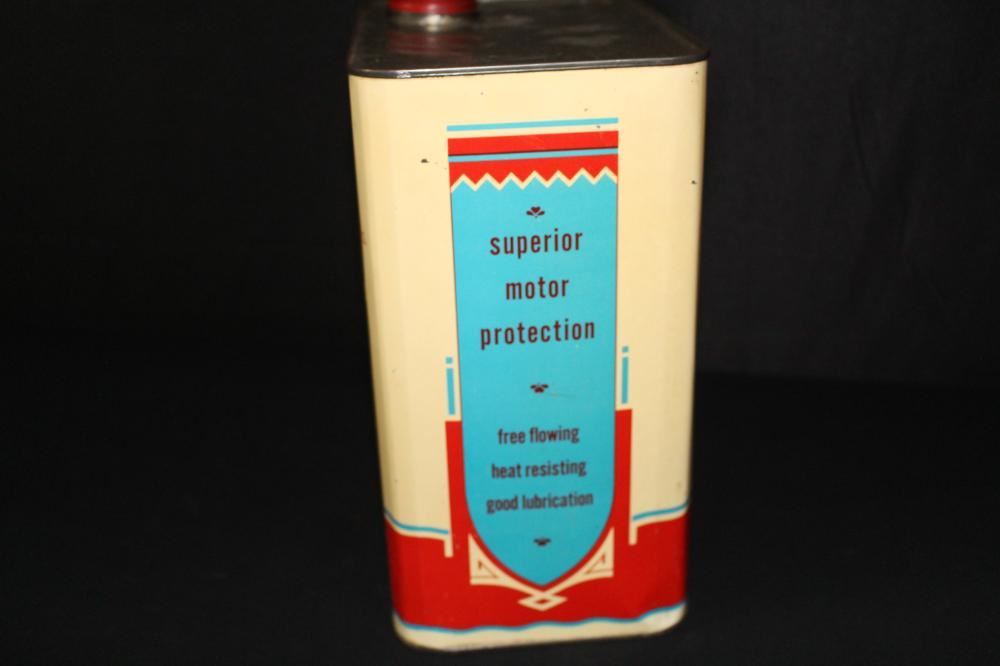 superior
motor
protection
free flowing
heat resisting
good lubrication